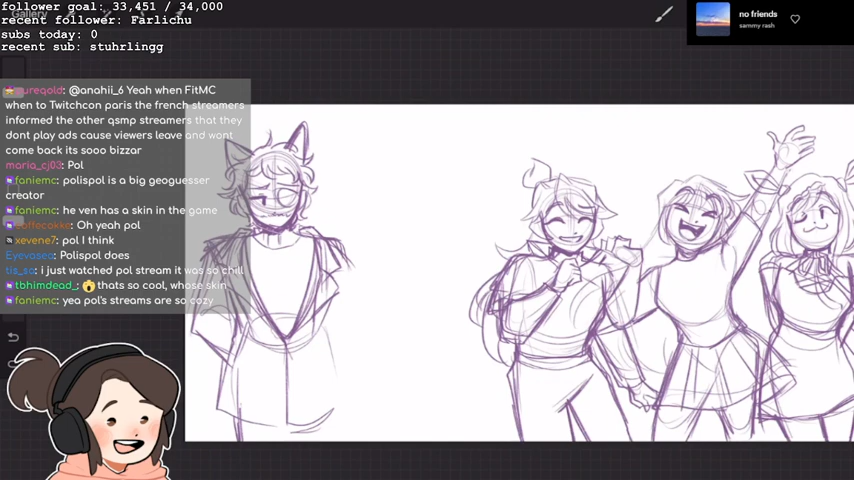 follower goal: 33,451 / 34,000
recent follower: Farlichu
subs today: 0
recent sub: stuhrlingg
Gallery
no friends
sammy rash
@anahii_6 Yeah when FitMC
when to Twitchcon paris the french streamers
informed the other qsmp streamers that they
dont play ads cause viewers leave and wont
come back its sooo bizzar
maria_cj03: Pol
faniemc: polispol is a big geoguesser
creator
faniemc: he ven has a skin in the game
Oh yeah pol
xevene7: pol I think
Eyevosea: Polispol does
tis_sa: i just watched pol stream it was so chill
tbhimdead_: thats so cool, whose skin
faniemc: yea pol's streams are so cozy